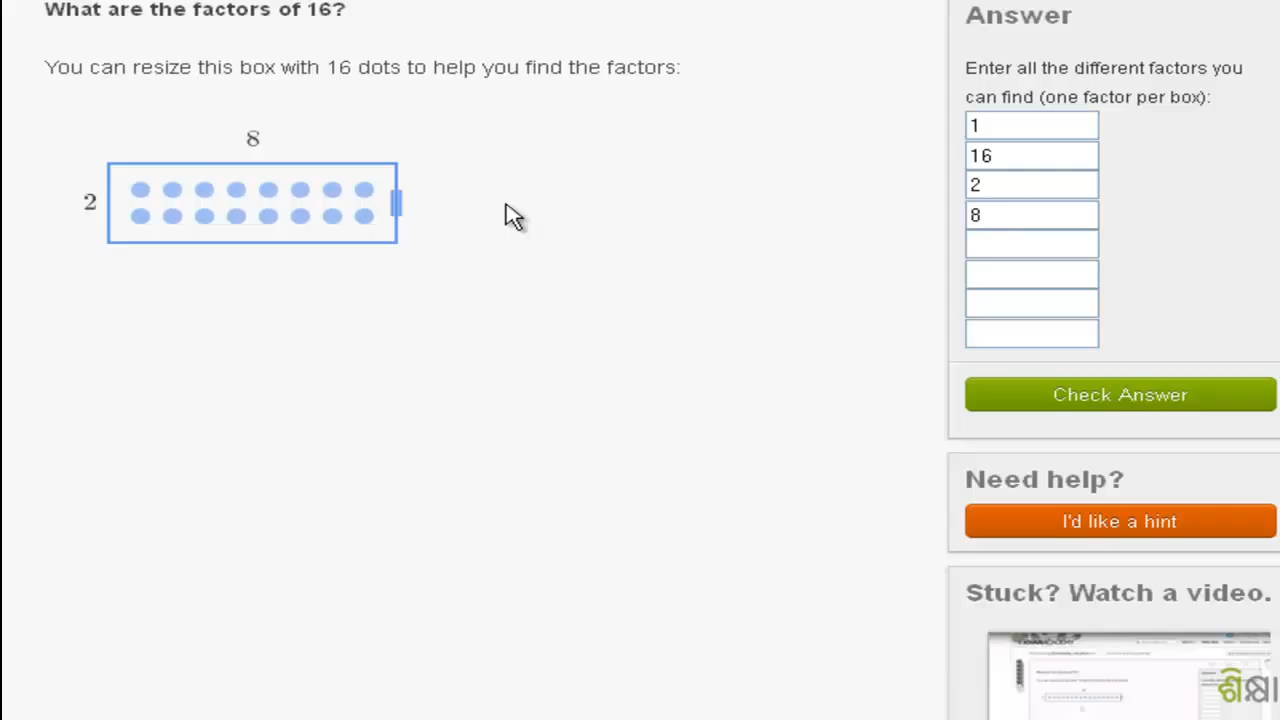 What are the factors of 16?
You can resize this box with 16 dots to help you find the factors:
8
2
Answer
Enter all the different factors you
can find (one factor per box):
1
16
2
8
Check Answer
Need help?
I'd like a hint
Stuck? Watch a video.